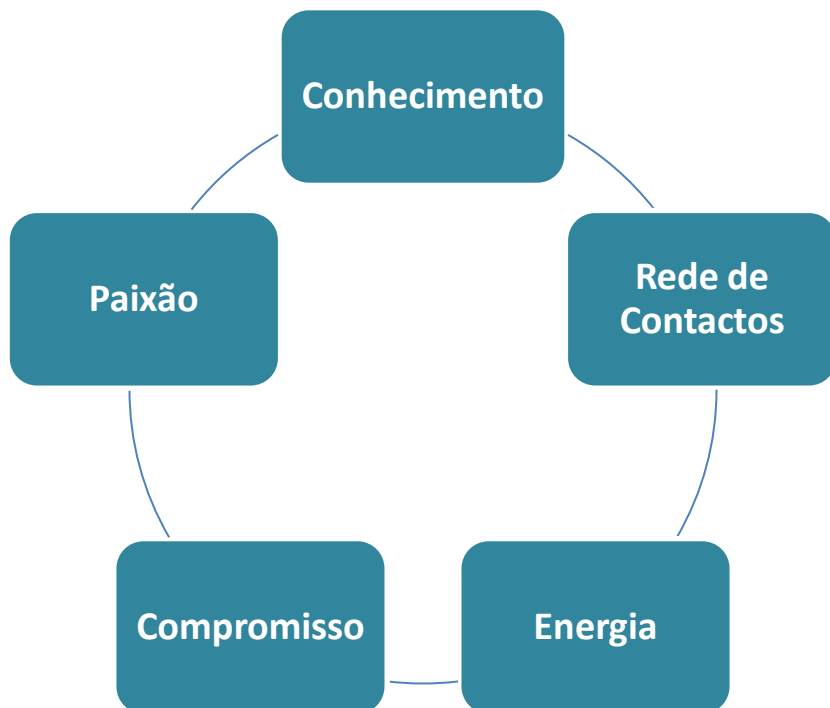 Conhecimento
Rede de
Contactos
Energia
Compromisso
Paixão